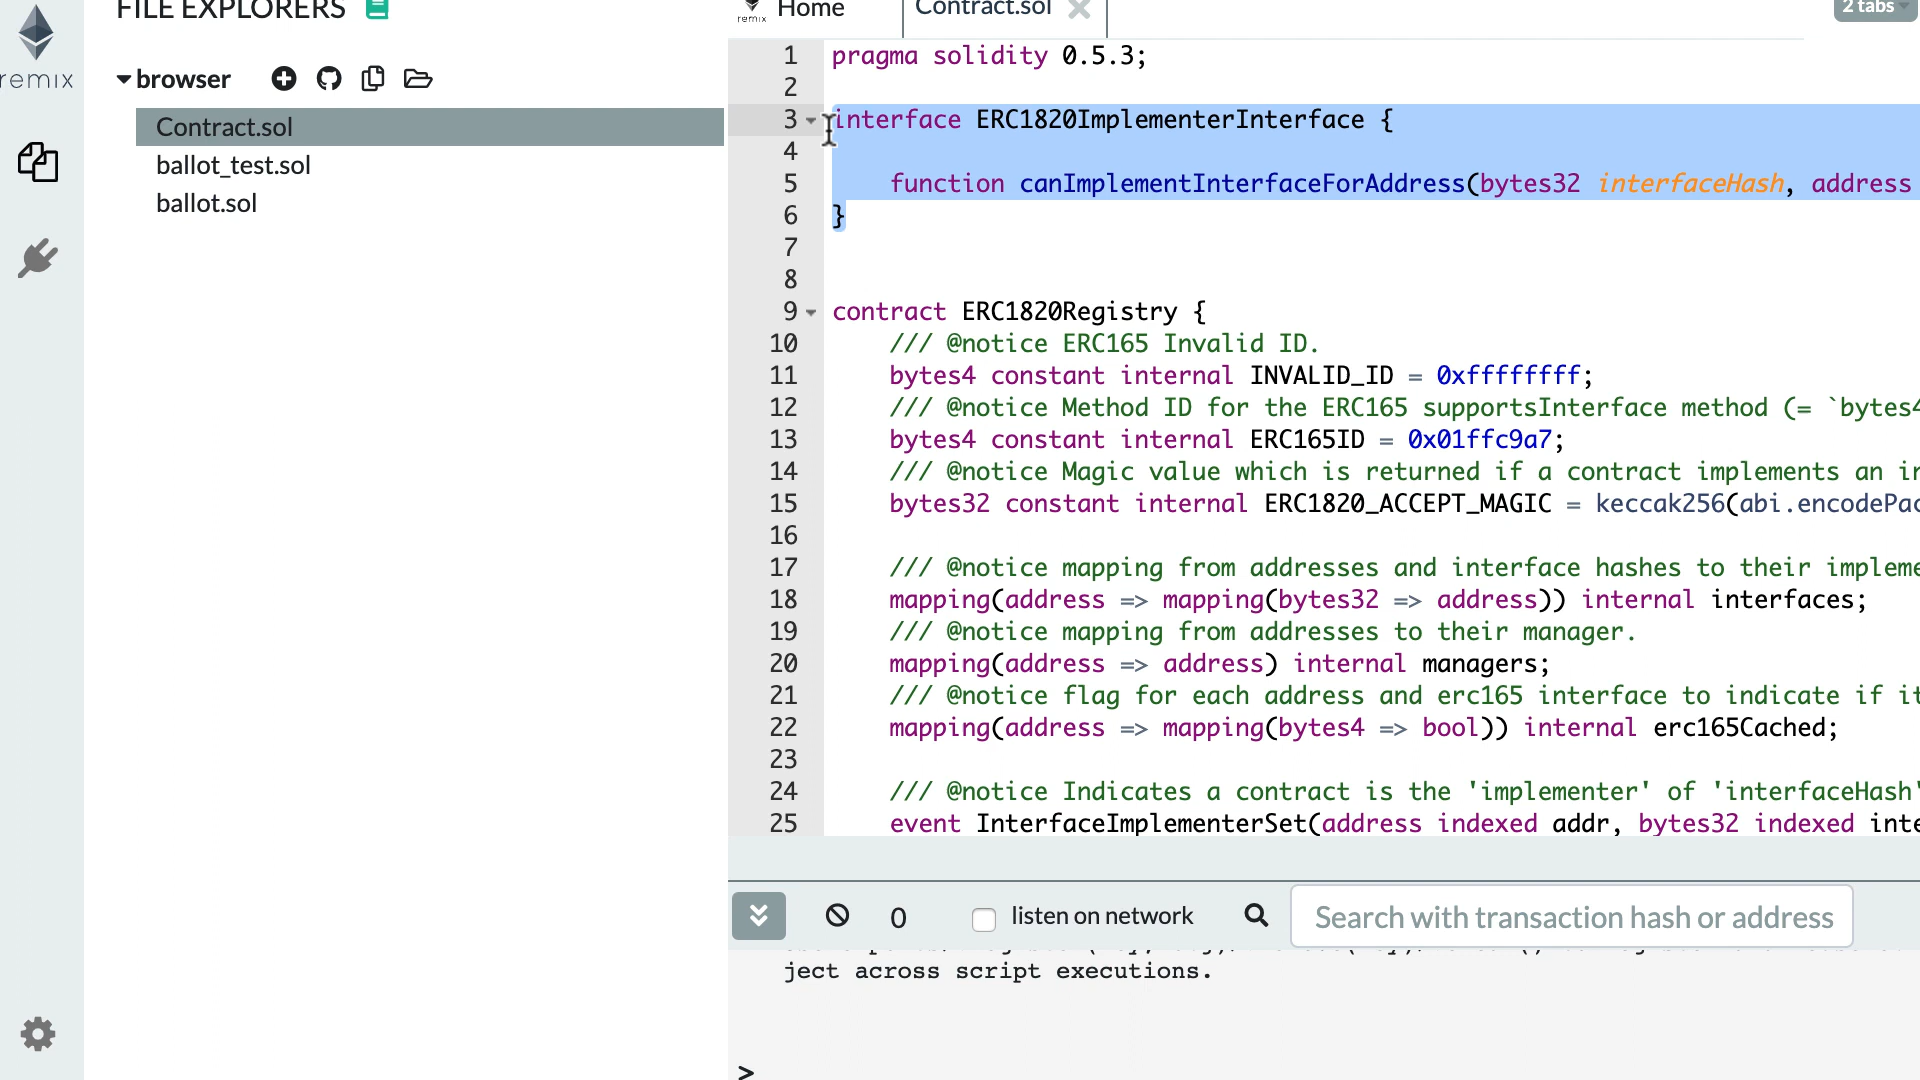 FILE EXPLORERS
remix
browser
Contract.sol
ballot_test.sol
ballot.sol
remix
Home
Contract.sol
2 tabs
1 pragma solidity 0.5.3;
2
3 interface ERC1820ImplementerInterface {
4
5 function canImplementInterfaceForAddress(bytes32 interfaceHash, address
6 }
7
8
9 contract ERC1820Registry {
10 /// @notice ERC165 Invalid ID.
11 bytes4 constant internal INVALID_ID = 0xffffffff;
12 /// @notice Method ID for the ERC165 supportsInterface method (= `bytes4
13 bytes4 constant internal ERC165ID = 0x01ffc9a7;
14 /// @notice Magic value which is returned if a contract implements an
15 bytes32 constant internal ERC1820_ACCEPT_MAGIC = keccak256(abi.encodePac
16
17 /// @notice mapping from addresses and interface hashes to their impleme
18 mapping(address => mapping(bytes32 => address)) internal interfaces;
19 /// @notice mapping from addresses to their manager.
20 mapping(address => address) internal managers;
21 /// @notice flag for each address and erc165 interface to indicate if it
22 mapping(address => mapping(bytes4 => bool)) internal erc165Cached;
23
24 /// @notice Indicates a contract is the 'implementer' of 'interfaceHash'
25 event InterfaceImplementerSet(address indexed addr, bytes32 indexed inte
0
listen on network
Search with transaction hash or address
ject across script executions.
>